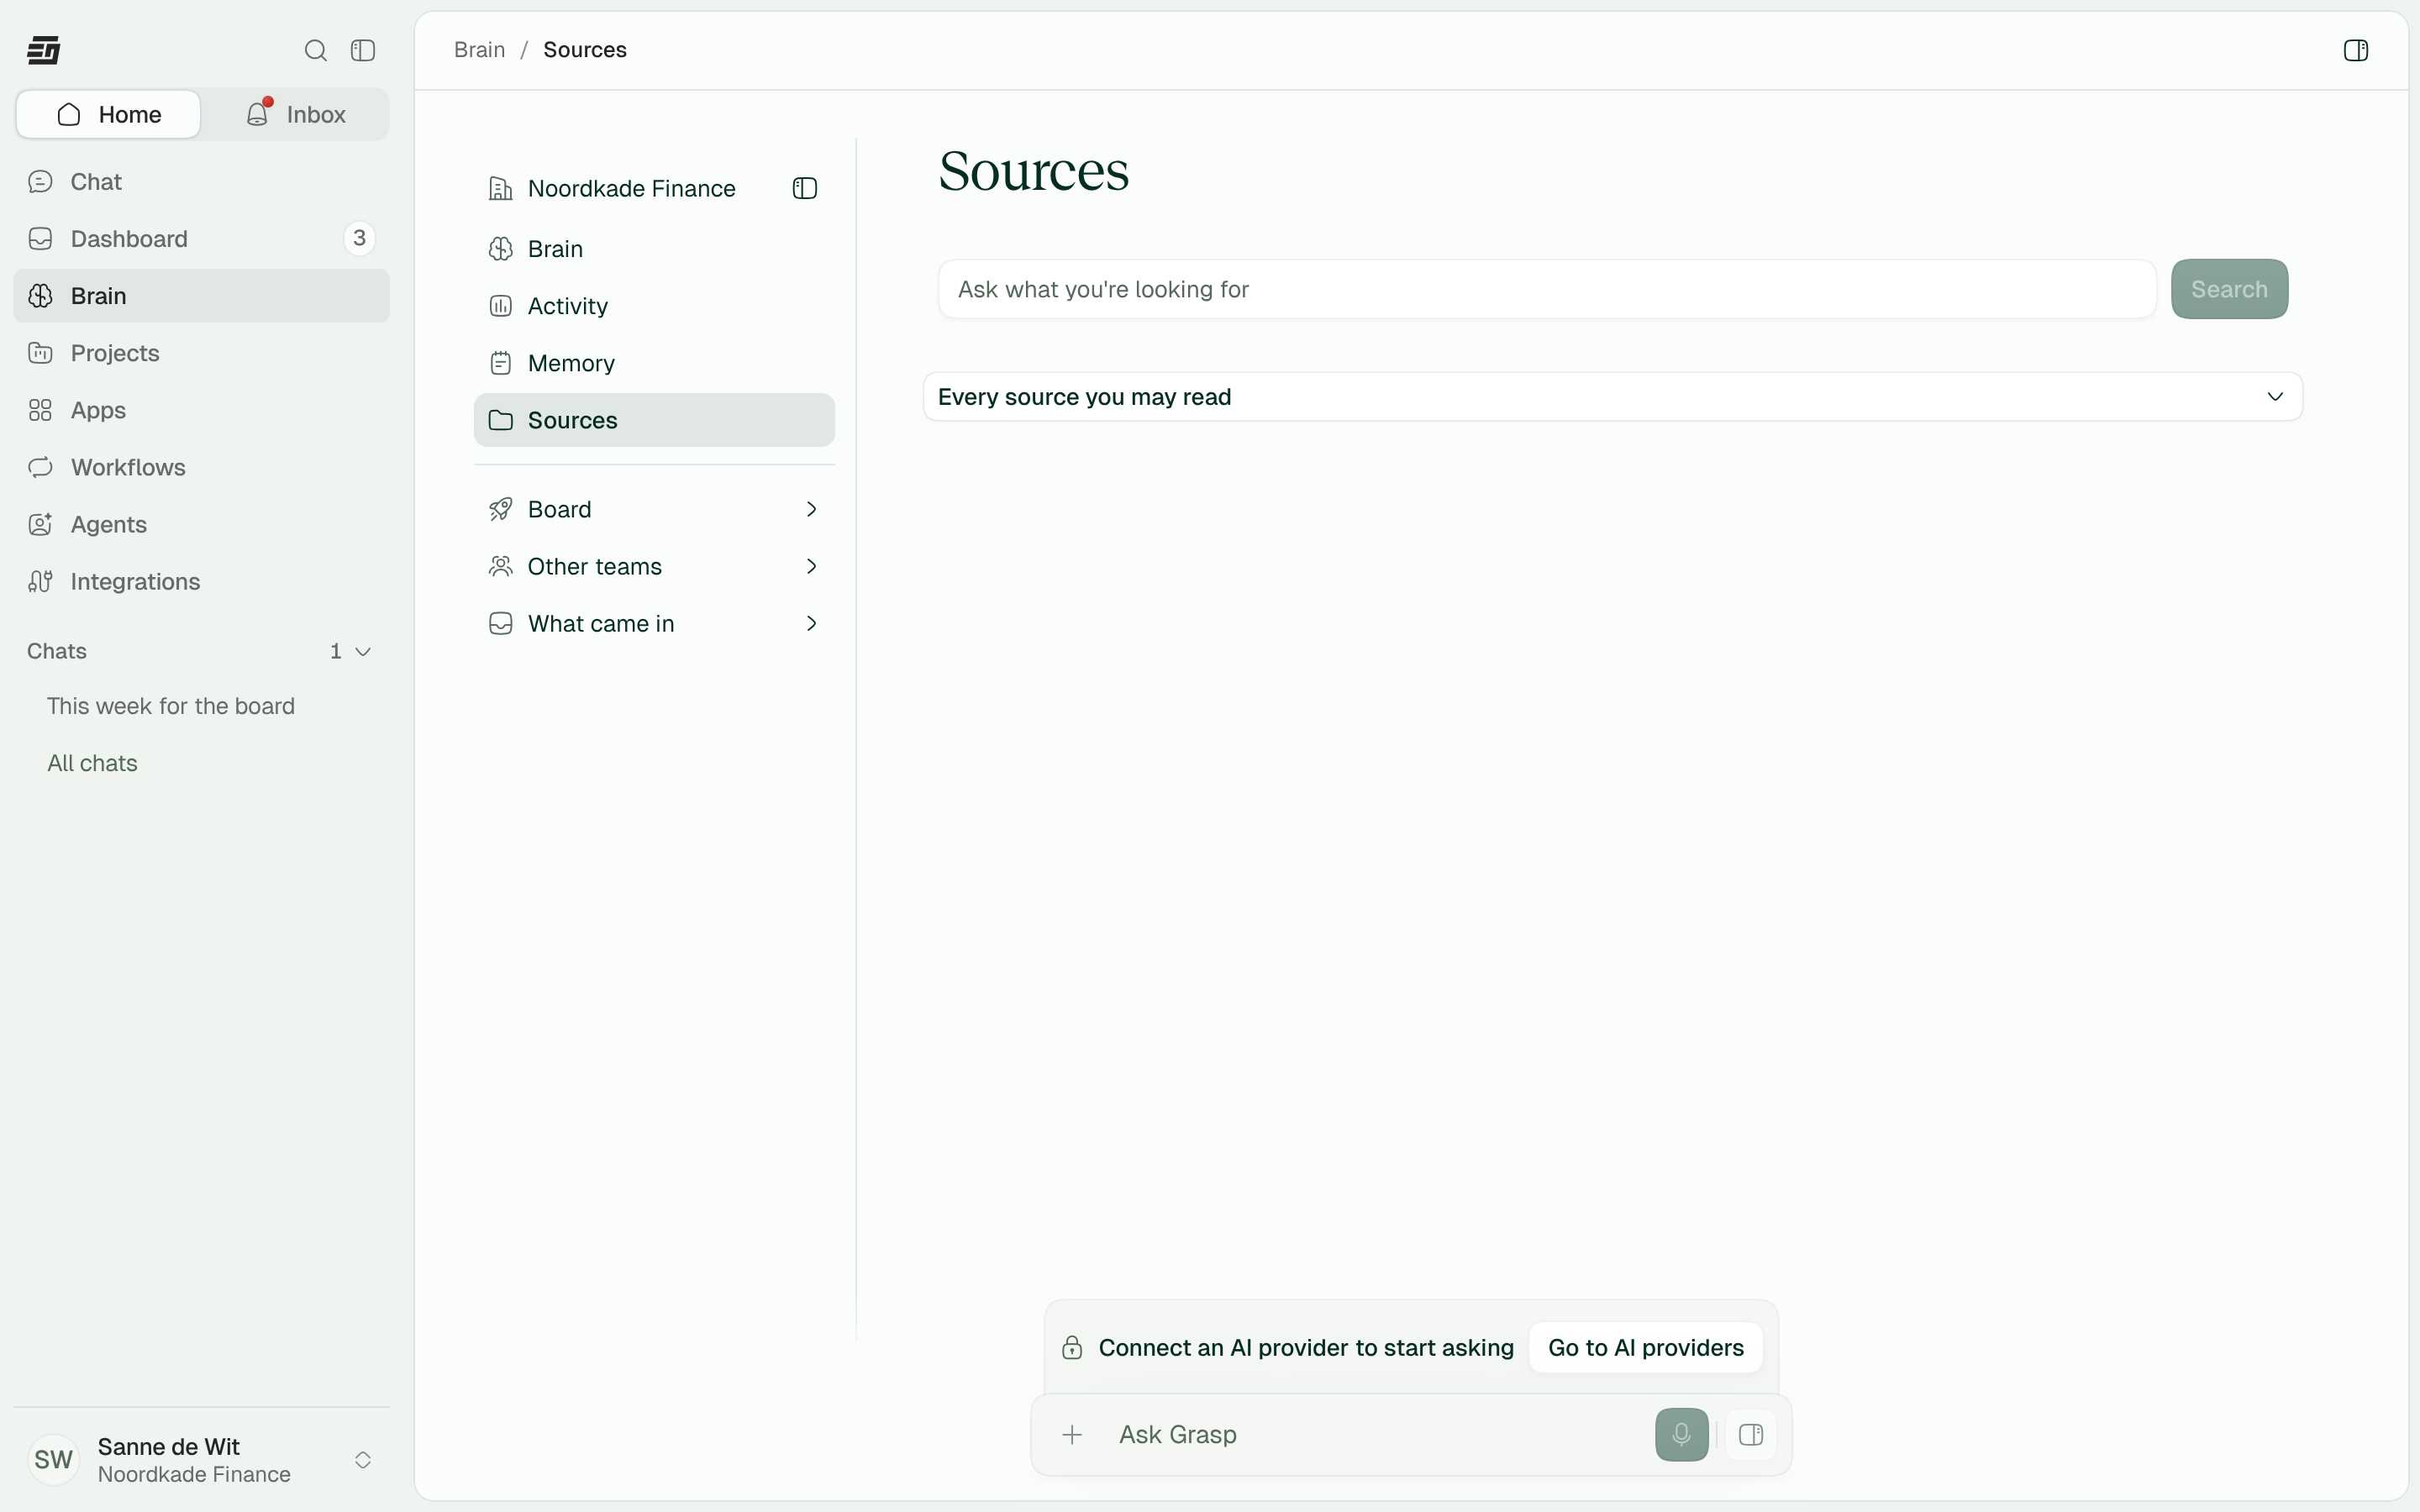 Brain / Sources
Home
Inbox
Chat
Dashboard
3
Brain
Projects
Apps
Workflows
Agents
Integrations
Chats
1
This week for the board
All chats
SW
Sanne de Wit
Noordkade Finance
Noordkade Finance
Brain
Activity
Memory
Sources
Board
Other teams
What came in
Sources
Ask what you're looking for
Search
Every source you may read
Connect an AI provider to start asking
Go to AI providers
Ask Grasp